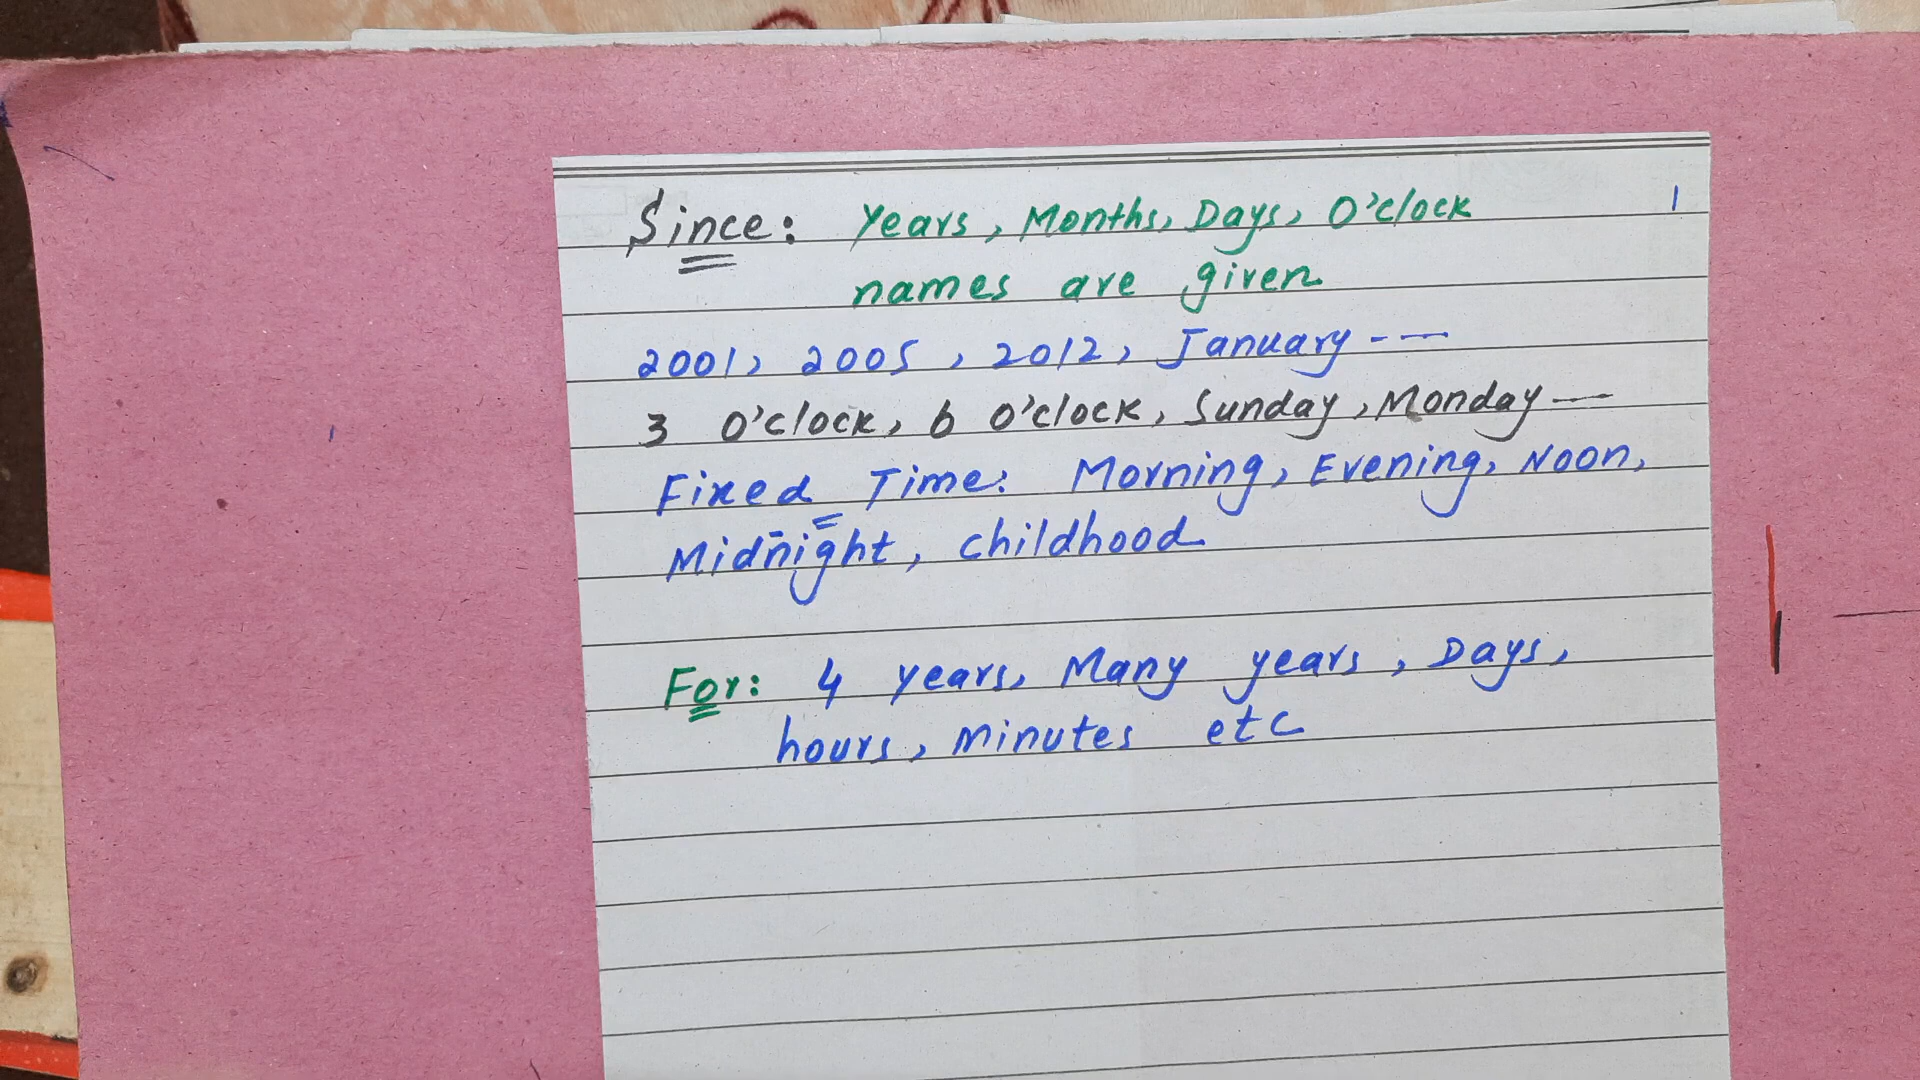 Since: Years, Months, Days, O'clock
names are given
2001, 2005, 2012, January ---
3 O'clock, 6 O'clock, Sunday, Monday ---
Fixed Time: Morning, Evening, Noon,
Midnight, childhood
For: 4 years, Many years, Days,
hours, minutes etc